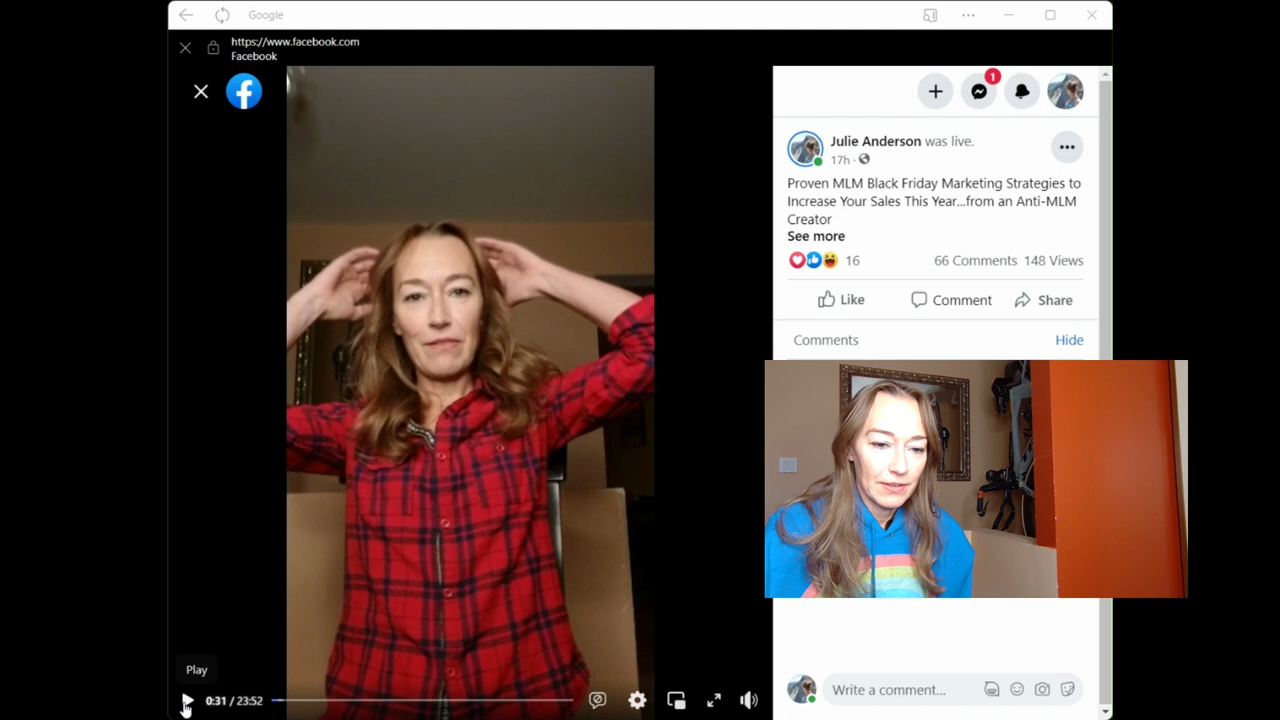 Google
https://www.facebook.com
Facebook
1
Julie Anderson was live.
17h ·
Proven MLM Black Friday Marketing Strategies to
Increase Your Sales This Year...from an Anti-MLM
Creator
See more
16
66 Comments 148 Views
Like
Comment
Share
Comments
Hide
Play
0:31 / 23:52
Write a comment...